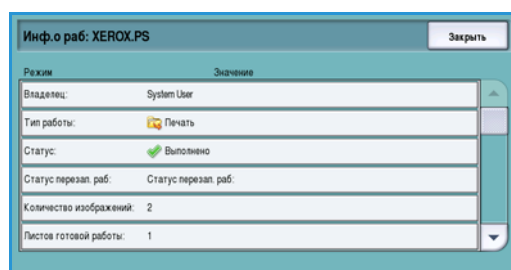 Инф.о раб: XEROX.PS Закрыть
Режим Значение
Владелец: System User
Тип работы: Печать
Статус: Выполнено
Статус перезап. раб: Статус перезап. раб:
Количество изображений: 2
Листов готовой работы: 1